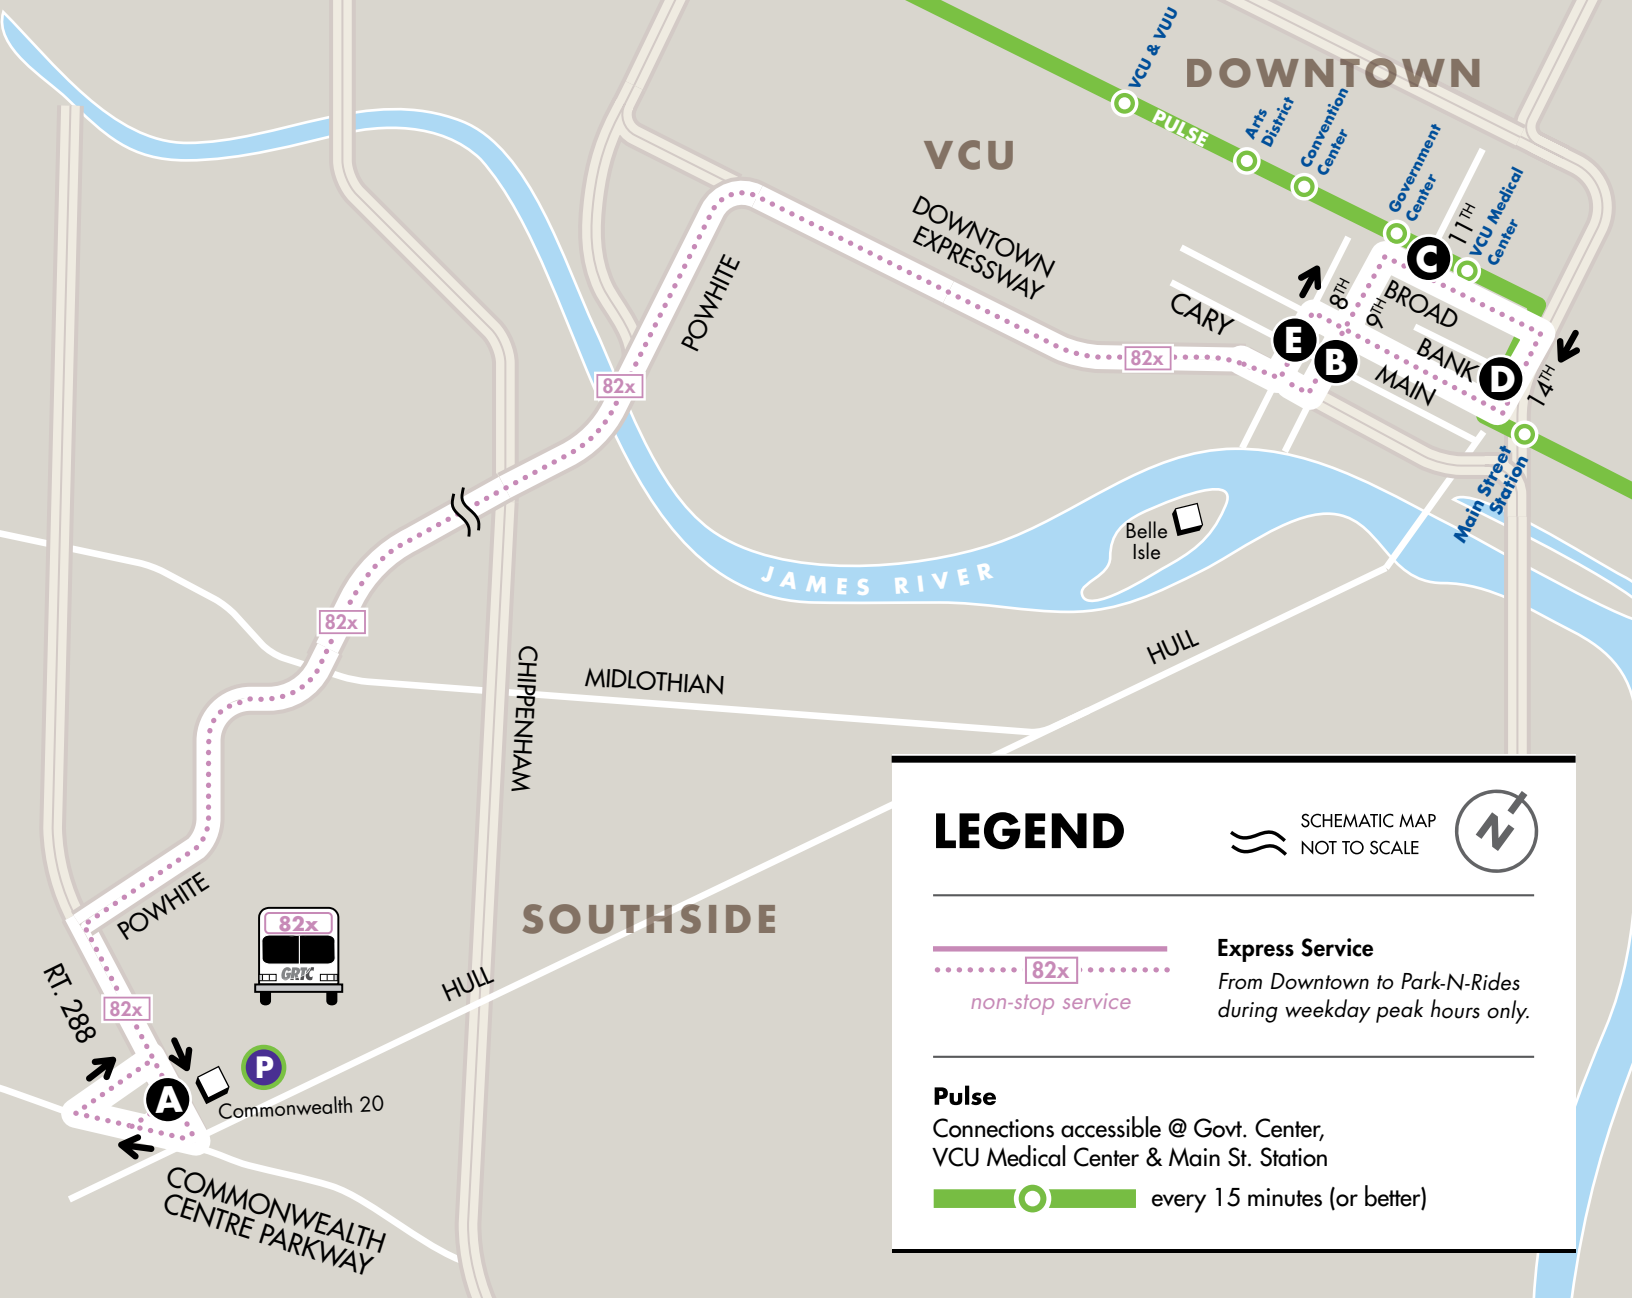 VCU & VUU
DOWNTOWN
PULSE
Arts
District
Convention
Center
Government
Center
VCU
11TH
VCU Medical
Center
DOWNTOWN
EXPRESSWAY
POWHITE
C
8TH
9TH
BROAD
CARY
E
B
BANK
D
MAIN
14TH
82x
82x
Main Street
Station
Belle
Isle
JAMES RIVER
82x
HULL
MIDLOTHIAN
CHIPPENHAM
LEGEND
SCHEMATIC MAP
NOT TO SCALE
N
POWHITE
82x
GRTC
SOUTHSIDE
HULL
RT. 288
82x
Express Service
82x
From Downtown to Park-N-Rides
non-stop service
during weekday peak hours only.
P
A
Commonwealth 20
Pulse
Connections accessible @ Govt. Center,
VCU Medical Center & Main St. Station
every 15 minutes (or better)
COMMONWEALTH
CENTRE PARKWAY